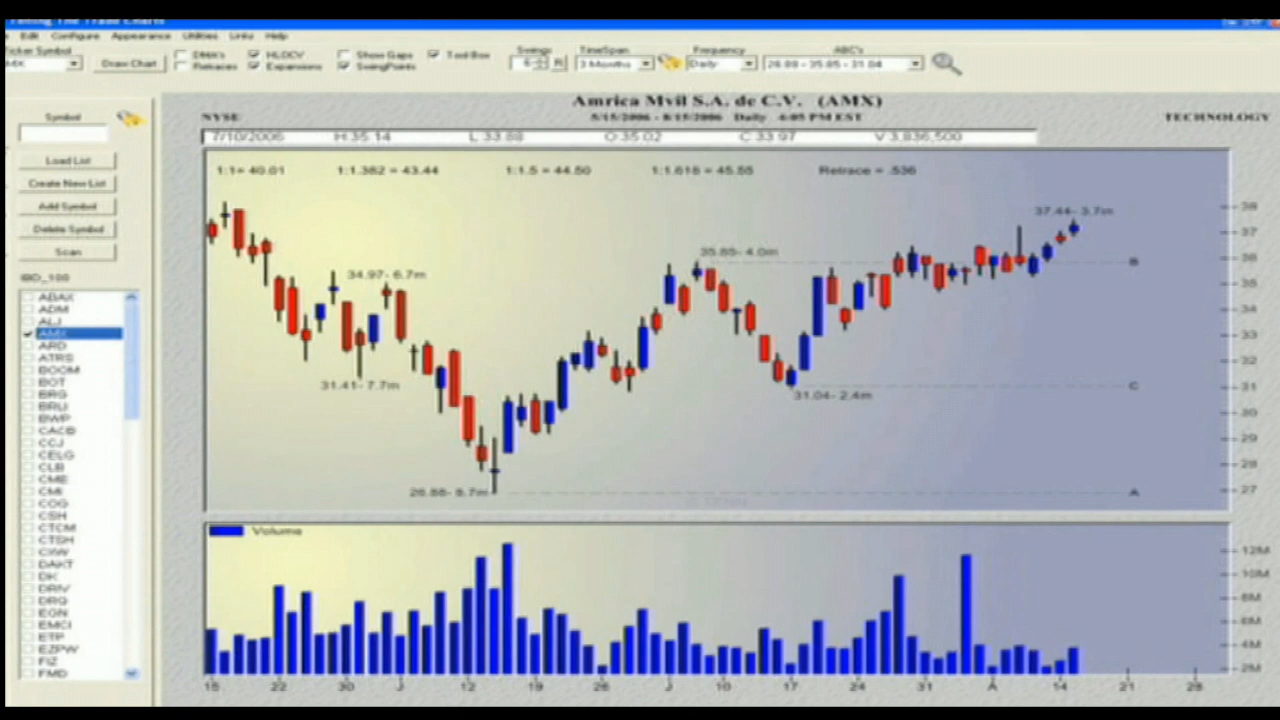 Telling The Trade Charts
Edit Configure Appearance Utilities Links Help
Ticker Symbol
AMX
Draw Chart
DMA's
HLOCV
Show Gaps
Tool Box
Retraces
Expansions
SwingPoints
Swings
6
R
TimeSpan
3 Months
Frequency
Daily
ABC's
26.88 - 35.85 - 31.04
Symbol
Load List
Create New List
Add Symbol
Delete Symbol
Scan
IBD_100
ABAX
ADM
ALJ
AMX
ARD
ATRS
BOOM
BOT
BRG
BRLI
BWP
CACB
CCJ
CELG
CLB
CME
CMI
COG
CSH
CTCM
CTSH
CXW
DAKT
DK
DRIV
DRQ
EGN
EMCI
ETP
EZPW
FIZ
FMD
Amrica Mvil S.A. de C.V. (AMX)
NYSE
5/15/2006 - 8/15/2006 Daily 4:05 PM EST
TECHNOLOGY
7/10/2006 H:35.14 L:33.88 O:35.02 C:33.97 V:3,836,500
1:1= 40.01 1:1.382 = 43.44 1:1.5 = 44.50 1:1.618 = 45.55 Retrace = .536
37.44- 3.7m
35.85- 4.0m
34.97- 6.7m
31.41- 7.7m
31.04- 2.4m
26.88- 8.7m
B
C
A
38
37
36
35
34
33
32
31
30
29
28
27
Volume
12M
10M
8M
6M
4M
2M
15 22 30 J 12 19 26 J 10 17 24 31 A 14 21 28